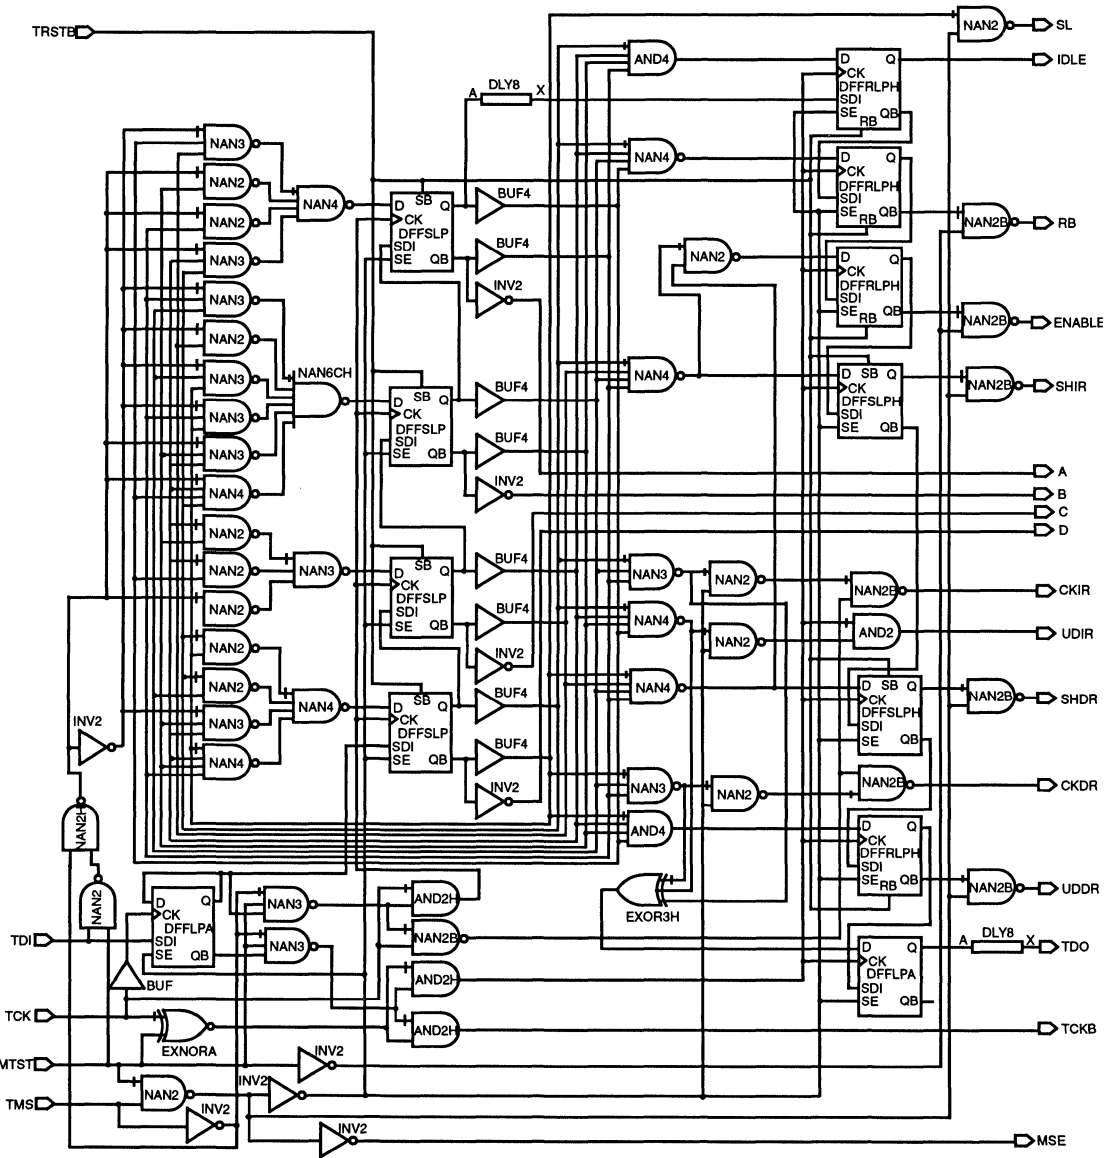 TRSTB
NAN2
SL
AND4
D Q
CK
DFFRLPH
SDI
SE QB
RB
IDLE
A DLY8 X
NAN3
NAN4
D Q
CK
DFFRLPH
SDI
SE QB
RB
NAN2
NAN4
SB
D Q
CK
DFFSLP
SDI
SE QB
BUF4
NAN2
NAN2B
RB
NAN3
BUF4
NAN2
D Q
CK
DFFRLPH
SDI
SE QB
RB
NAN3
INV2
NAN2B
ENABLE
NAN2
NAN3
NAN6CH
NAN4
SB
D Q
CK
DFFSLPH
SDI
SE QB
NAN2B
SHIR
NAN3
SB
D Q
CK
DFFSLP
SDI
SE QB
BUF4
NAN3
BUF4
A
NAN4
INV2
B
C
NAN2
D
NAN2
NAN3
SB
D Q
CK
DFFSLP
SDI
SE QB
BUF4
NAN3
NAN2
NAN2B
CKIR
NAN2
BUF4
NAN4
NAN2
AND2
UDIR
NAN2
INV2
NAN2
NAN4
SB
D Q
CK
DFFSLP
SDI
SE QB
BUF4
NAN4
SB
D Q
CK
DFFSLPH
SDI
SE QB
NAN2B
SHDR
NAN3
INV2
NAN4
BUF4
NAN3
NAN2
NAN2B
CKDR
INV2
NAN2H
AND4
D Q
CK
DFFRLPH
SDI
SE RB QB
NAN2B
UDDR
NAN2
D Q
CK
DFFLPA
SDI
SE QB
NAN3
AND2H
EXOR3H
TDI
NAN3
NAN2B
D Q
CK
DFFLPA
SDI
SE QB
A DLY8 X
TDO
BUF
AND2H
TCK
EXNORA
AND2H
TCKB
MTST
INV2
TMS
NAN2
INV2
INV2
INV2
MSE